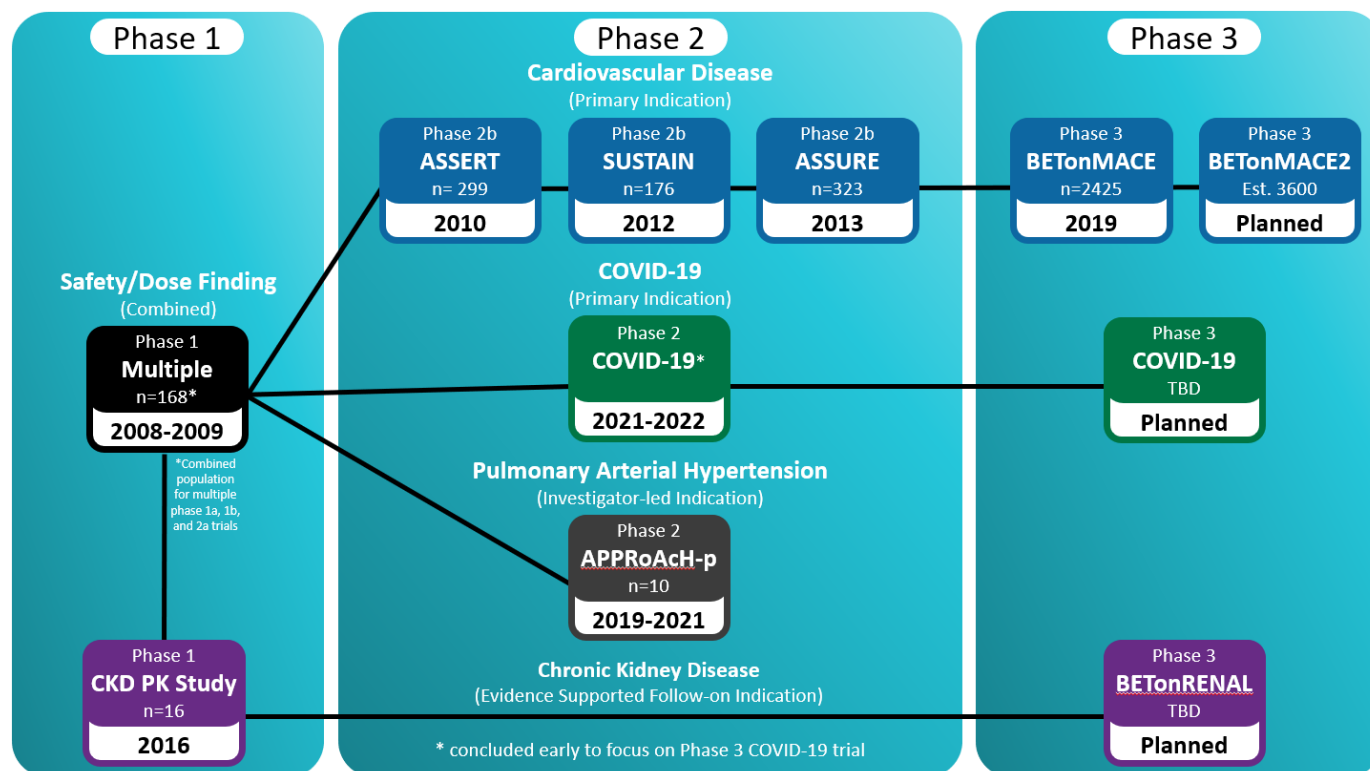 Phase 1
Safety/Dose Finding
(Combined)
Phase 1
Multiple
n=168*
2008-2009
*Combined
population
for multiple
phase 1a, 1b,
and 2a trials
Phase 1
CKD PK Study
n=16
2016
Phase 2
Cardiovascular Disease
(Primary Indication)
Phase 2b
ASSERT
n= 299
2010
Phase 2b
SUSTAIN
n=176
2012
Phase 2b
ASSURE
n=323
2013
COVID-19
(Primary Indication)
Phase 2
COVID-19*
2021-2022
Pulmonary Arterial Hypertension
(Investigator-led Indication)
Phase 2
APPRoAcH-p
n=10
2019-2021
Chronic Kidney Disease
(Evidence Supported Follow-on Indication)
* concluded early to focus on Phase 3 COVID-19 trial
Phase 3
Phase 3
BETonMACE
n=2425
2019
Phase 3
BETonMACE2
Est. 3600
Planned
Phase 3
COVID-19
TBD
Planned
Phase 3
BETonRENAL
TBD
Planned